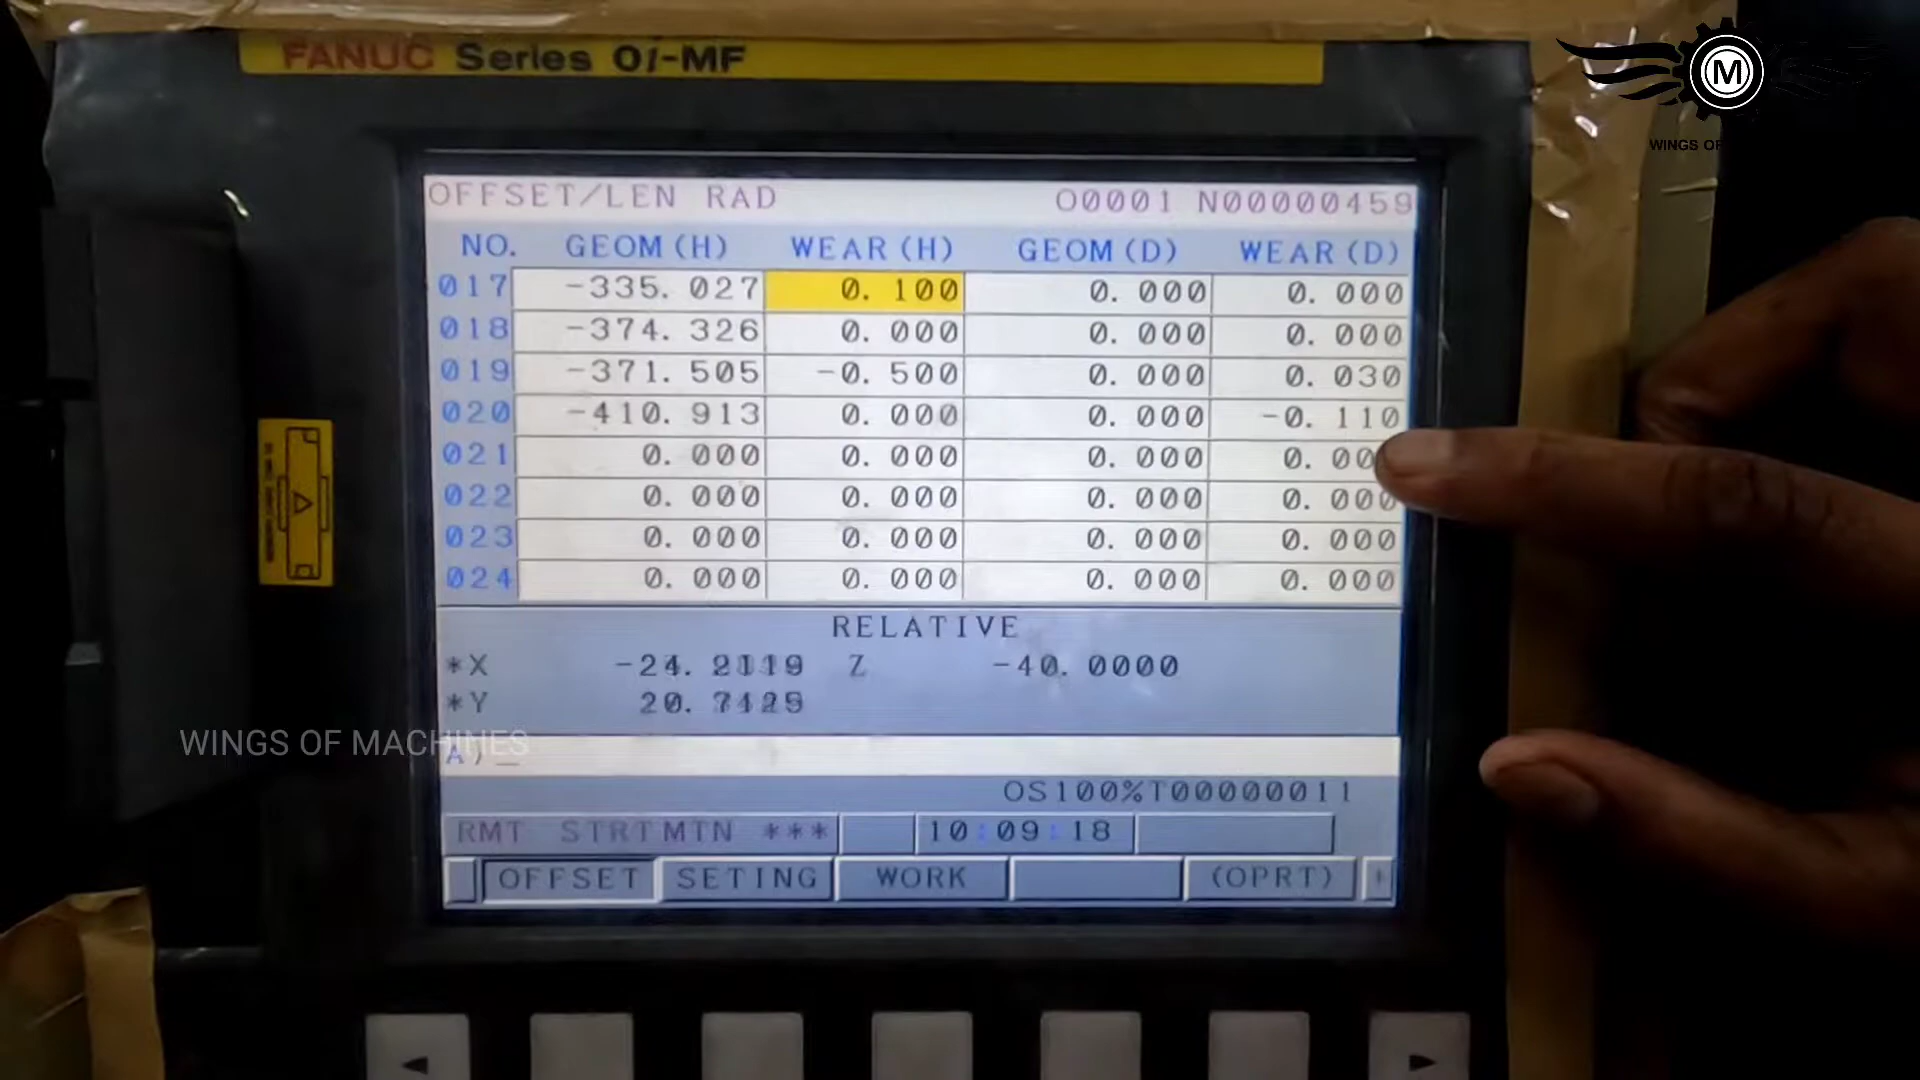 FANUC Series 0i-MF
M
WINGS OF
OFFSET/LEN RAD O0001 N00000459
NO. GEOM(H) WEAR(H) GEOM(D) WEAR(D)
017 -335.027 0.100 0.000 0.000
018 -374.326 0.000 0.000 0.000
019 -371.505 -0.500 0.000 0.030
020 -410.913 0.000 0.000 -0.110
021 0.000 0.000 0.000 0.00
022 0.000 0.000 0.000 0.000
023 0.000 0.000 0.000 0.000
024 0.000 0.000 0.000 0.000
RELATIVE
*X Z -40.0000
*Y
WINGS OF MACHINES
A)_
OS100%T00000011
RMT STRT MTN ***
10:09:18
OFFSET SETING WORK (OPRT) +